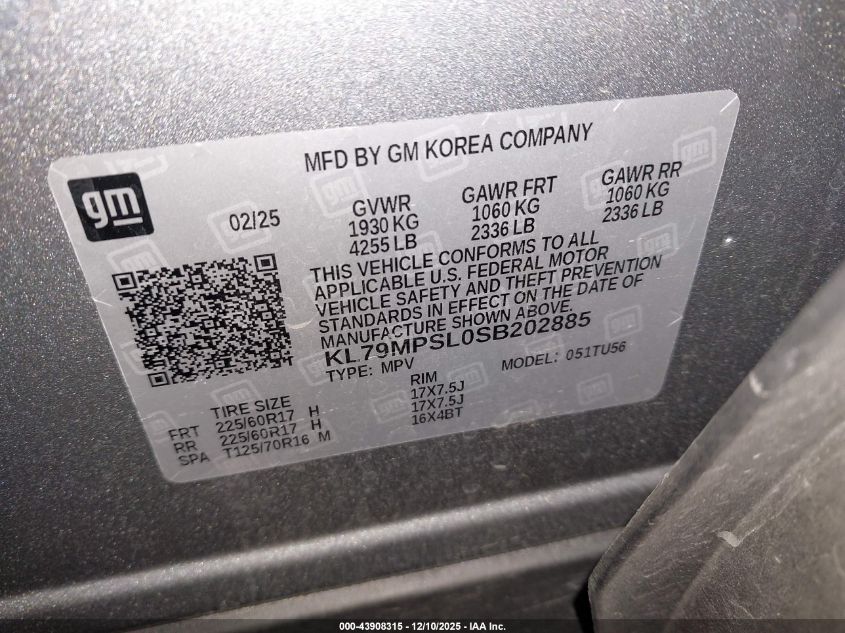 MFD BY GM KOREA COMPANY
gm
02/25
GVWR GAWR FRT GAWR RR
1930 KG 1060 KG 1060 KG
4255 LB 2336 LB 2336 LB
THIS VEHICLE CONFORMS TO ALL
APPLICABLE U.S. FEDERAL MOTOR
VEHICLE SAFETY AND THEFT PREVENTION
STANDARDS IN EFFECT ON THE DATE OF
MANUFACTURE SHOWN ABOVE.
KL79MPSL0SB202885
TYPE: MPV MODEL: 051TU56
TIRE SIZE RIM
FRT 225/60R17 H 17X7.5J
RR 225/60R17 H 17X7.5J
SPA T125/70R16 M 16X4BT
000-43908315 - 12/10/2025 - IAA Inc.